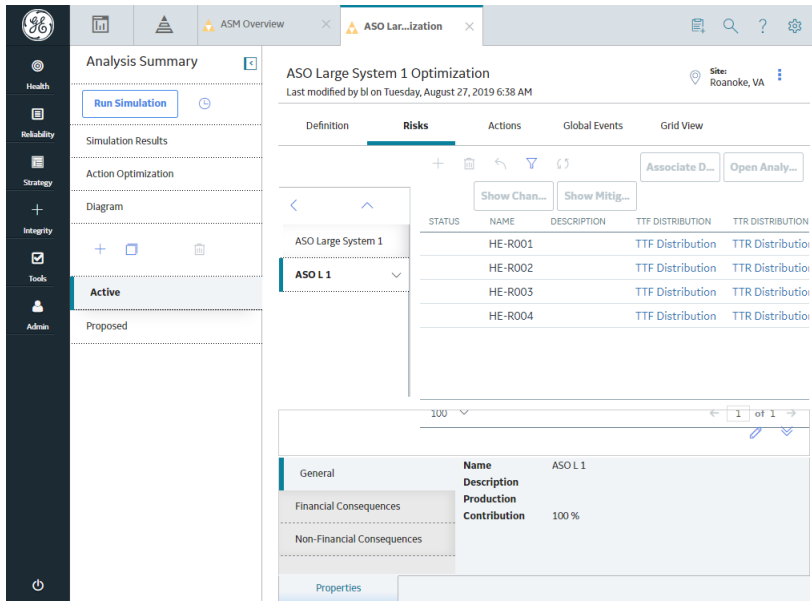 ASM Overview
ASO Lar...ization
Health
Reliability
Strategy
Integrity
Tools
Admin
Analysis Summary
Run Simulation
Simulation Results
Action Optimization
Diagram
Active
Proposed
ASO Large System 1 Optimization
Last modified by bl on Tuesday, August 27, 2019 6:38 AM
Site:
Roanoke, VA
Definition Risks Actions Global Events Grid View
Associate D... Open Analy...
Show Chan... Show Mitig...
ASO Large System 1
ASO L 1
STATUS NAME DESCRIPTION TTF DISTRIBUTION TTR DISTRIBUTION
HE-R001 TTF Distribution TTR Distributio
HE-R002 TTF Distribution TTR Distributio
HE-R003 TTF Distribution TTR Distributio
HE-R004 TTF Distribution TTR Distributio
100 1 of 1
General
Financial Consequences
Non-Financial Consequences
Name ASO L 1
Description
Production
Contribution 100 %
Properties